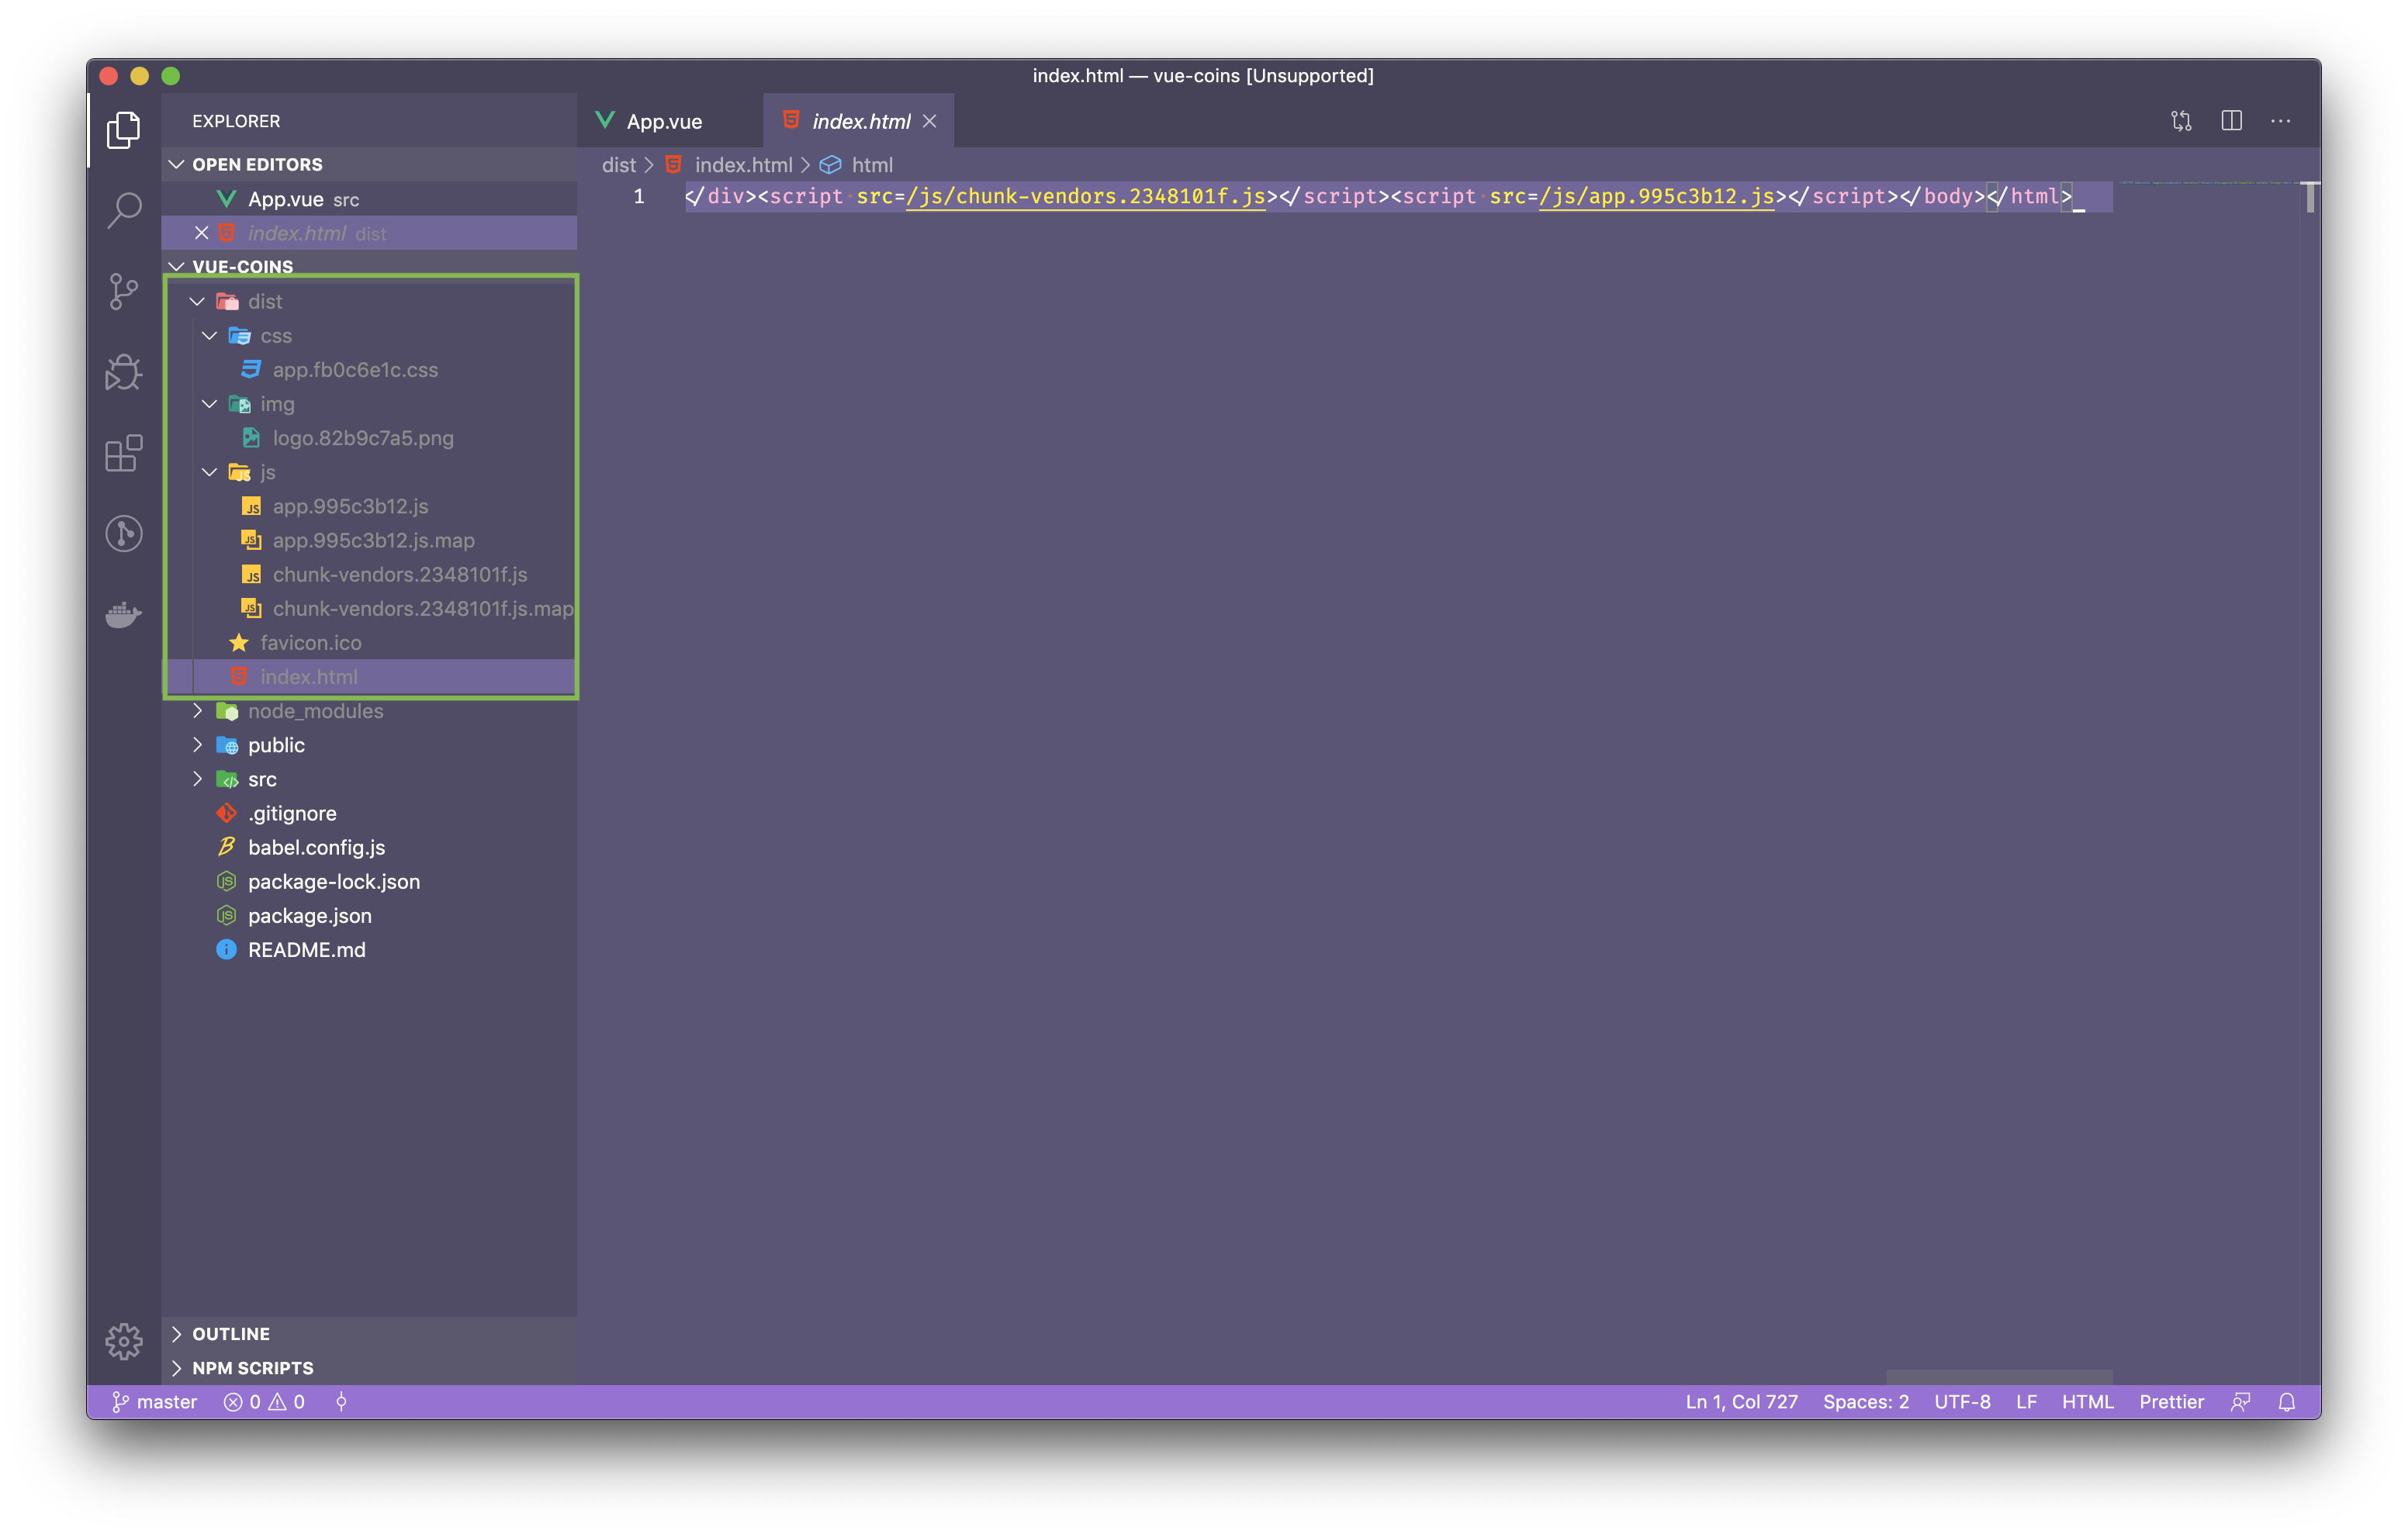 index.html — vue-coins [Unsupported]
EXPLORER
App.vue
index.html
OPEN EDITORS
App.vue src
index.html dist
VUE-COINS
dist
css
app.fb0c6e1c.css
img
logo.82b9c7a5.png
js
app.995c3b12.js
app.995c3b12.js.map
chunk-vendors.2348101f.js
chunk-vendors.2348101f.js.map
favicon.ico
index.html
node_modules
public
src
.gitignore
babel.config.js
package-lock.json
package.json
README.md
OUTLINE
NPM SCRIPTS
dist > index.html > html
1 </div><script src=/js/chunk-vendors.2348101f.js></script><script src=/js/app.995c3b12.js></script></body></html>
master 0 0
Ln 1, Col 727 Spaces: 2 UTF-8 LF HTML Prettier